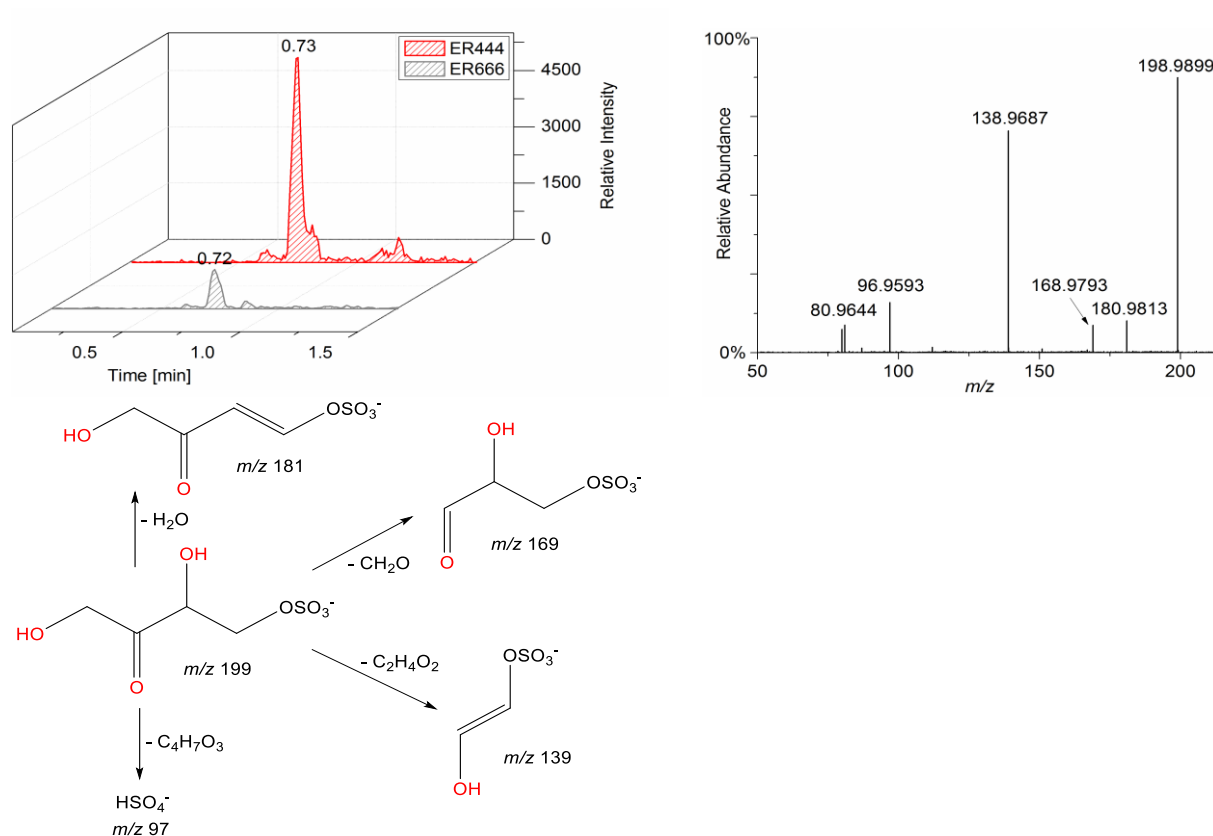 0.73
ER444
ER666
4500
3000
1500
0
Relative Intensity
0.72
0.5
1.0
1.5
Time [min]
100%
0%
Relative Abundance
198.9899
138.9687
168.9793
180.9813
96.9593
80.9644
50
100
150
200
m/z
HO
O
OSO₃⁻
m/z 181
- H₂O
OH
OSO₃⁻
O
m/z 169
- CH₂O
OH
HO
OSO₃⁻
O
m/z 199
- C₂H₄O₂
OSO₃⁻
OH
m/z 139
- C₄H₇O₃
HSO₄⁻
m/z 97